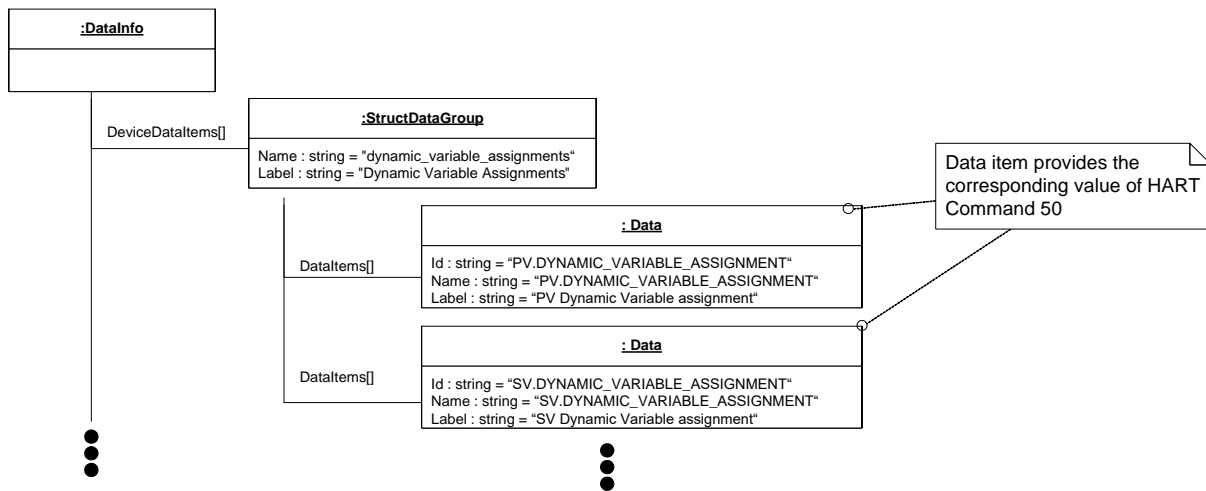 :DataInfo
DeviceDataItems[]
:StructDataGroup
Name : string = "dynamic_variable_assignments“
Label : string = "Dynamic Variable Assignments"
Data item provides the
corresponding value of HART
Command 50
: Data
DataItems[]
Id : string = “PV.DYNAMIC_VARIABLE_ASSIGNMENT“
Name : string = “PV.DYNAMIC_VARIABLE_ASSIGNMENT“
Label : string = “PV Dynamic Variable assignment“
: Data
DataItems[]
Id : string = “SV.DYNAMIC_VARIABLE_ASSIGNMENT“
Name : string = “SV.DYNAMIC_VARIABLE_ASSIGNMENT“
Label : string = “SV Dynamic Variable assignment“